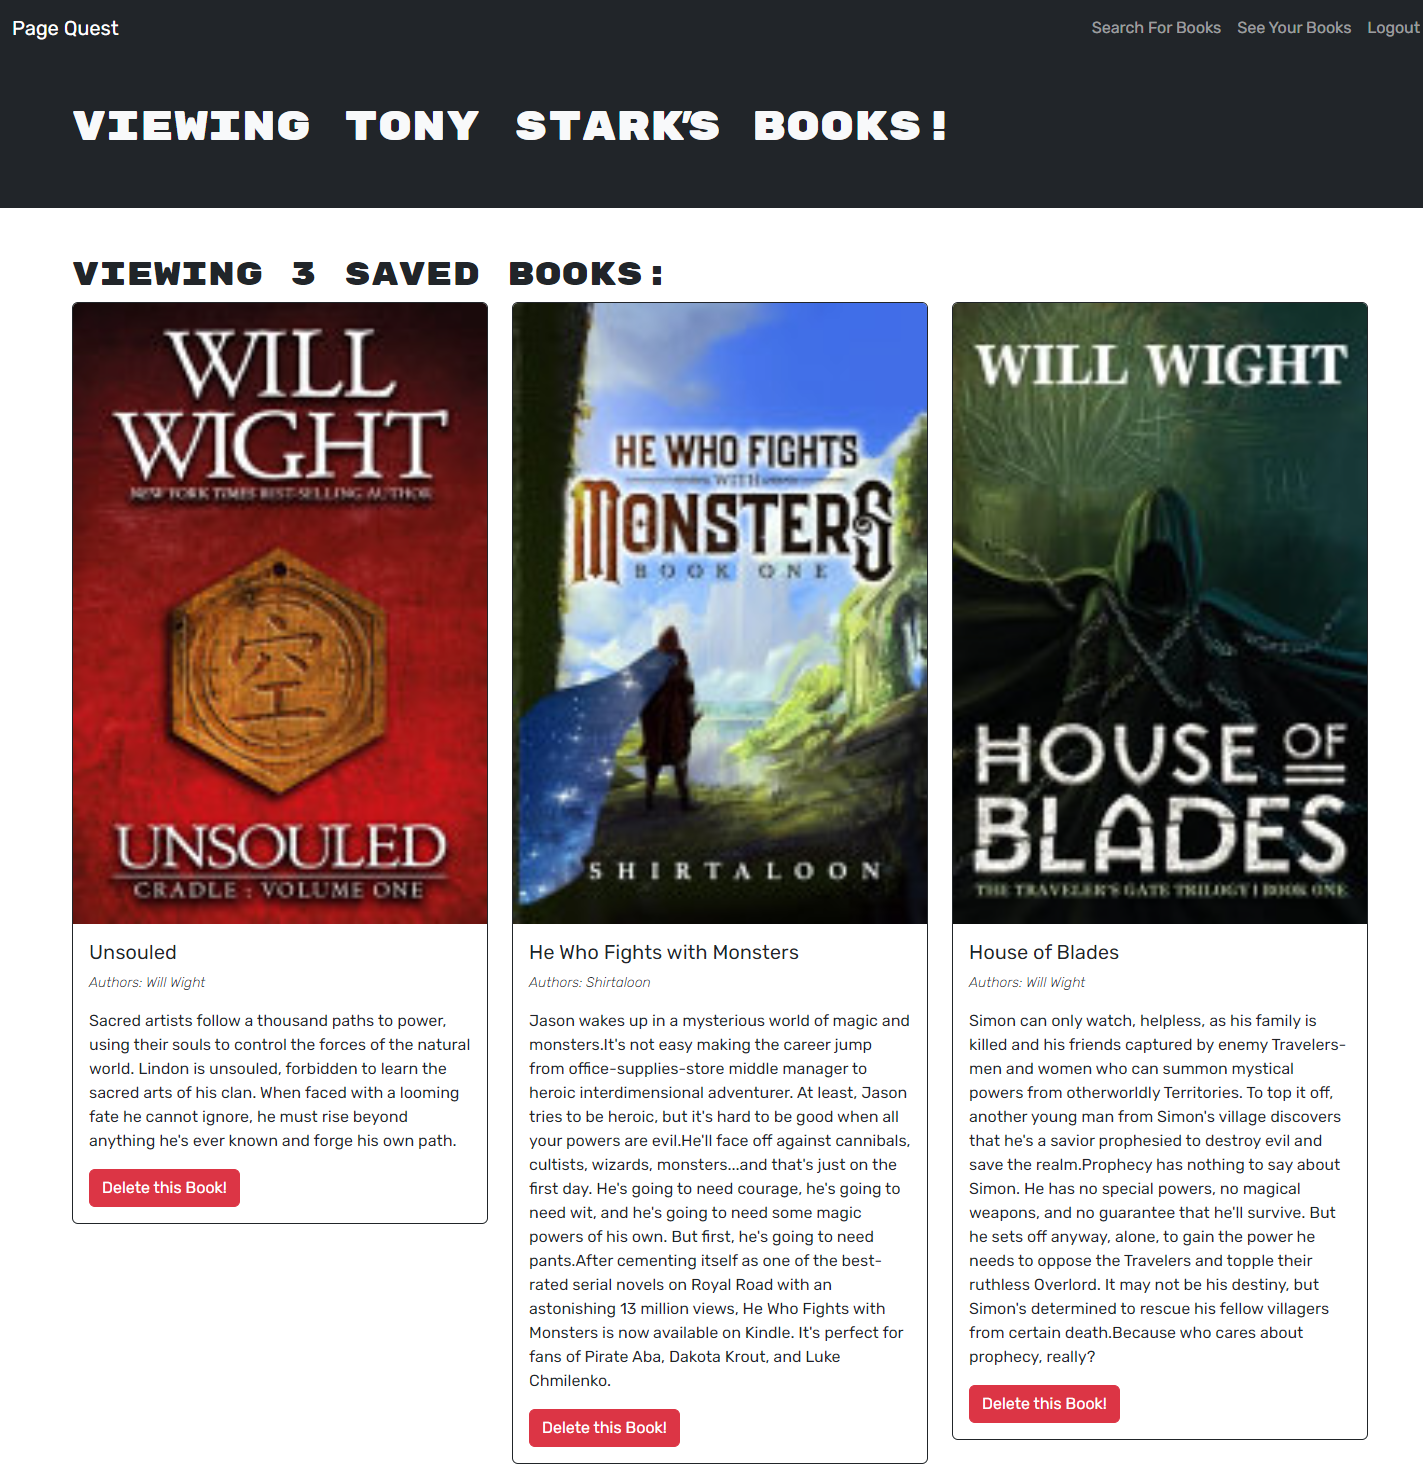 Page Quest
Search For Books See Your Books Logout
VIEWING TONY STARK'S BOOKS!
VIEWING 3 SAVED BOOKS:
WILL
WIGHT
NEW YORK TIMES BEST-SELLING AUTHOR
空
UNSOULED
CRADLE : VOLUME ONE
Unsouled
Authors: Will Wight
Sacred artists follow a thousand paths to power,
using their souls to control the forces of the natural
world. Lindon is unsouled, forbidden to learn the
sacred arts of his clan. When faced with a looming
fate he cannot ignore, he must rise beyond
anything he's ever known and forge his own path.
Delete this Book!
HE WHO FIGHTS
WITH
MONSTERS
BOOK ONE
SHIRTALOON
He Who Fights with Monsters
Authors: Shirtaloon
Jason wakes up in a mysterious world of magic and
monsters.It's not easy making the career jump
from office-supplies-store middle manager to
heroic interdimensional adventurer. At least, Jason
tries to be heroic, but it's hard to be good when all
your powers are evil.He'll face off against cannibals,
cultists, wizards, monsters...and that's just on the
first day. He's going to need courage, he's going to
need wit, and he's going to need some magic
powers of his own. But first, he's going to need
pants.After cementing itself as one of the best-
rated serial novels on Royal Road with an
astonishing 13 million views, He Who Fights with
Monsters is now available on Kindle. It's perfect for
fans of Pirate Aba, Dakota Krout, and Luke
Chmilenko.
Delete this Book!
WILL WIGHT
HOUSE OF
BLADES
THE TRAVELER'S GATE TRILOGY | BOOK ONE
House of Blades
Authors: Will Wight
Simon can only watch, helpless, as his family is
killed and his friends captured by enemy Travelers-
men and women who can summon mystical
powers from otherworldly Territories. To top it off,
another young man from Simon's village discovers
that he's a savior prophesied to destroy evil and
save the realm.Prophecy has nothing to say about
Simon. He has no special powers, no magical
weapons, and no guarantee that he'll survive. But
he sets off anyway, alone, to gain the power he
needs to oppose the Travelers and topple their
ruthless Overlord. It may not be his destiny, but
Simon's determined to rescue his fellow villagers
from certain death.Because who cares about
prophecy, really?
Delete this Book!